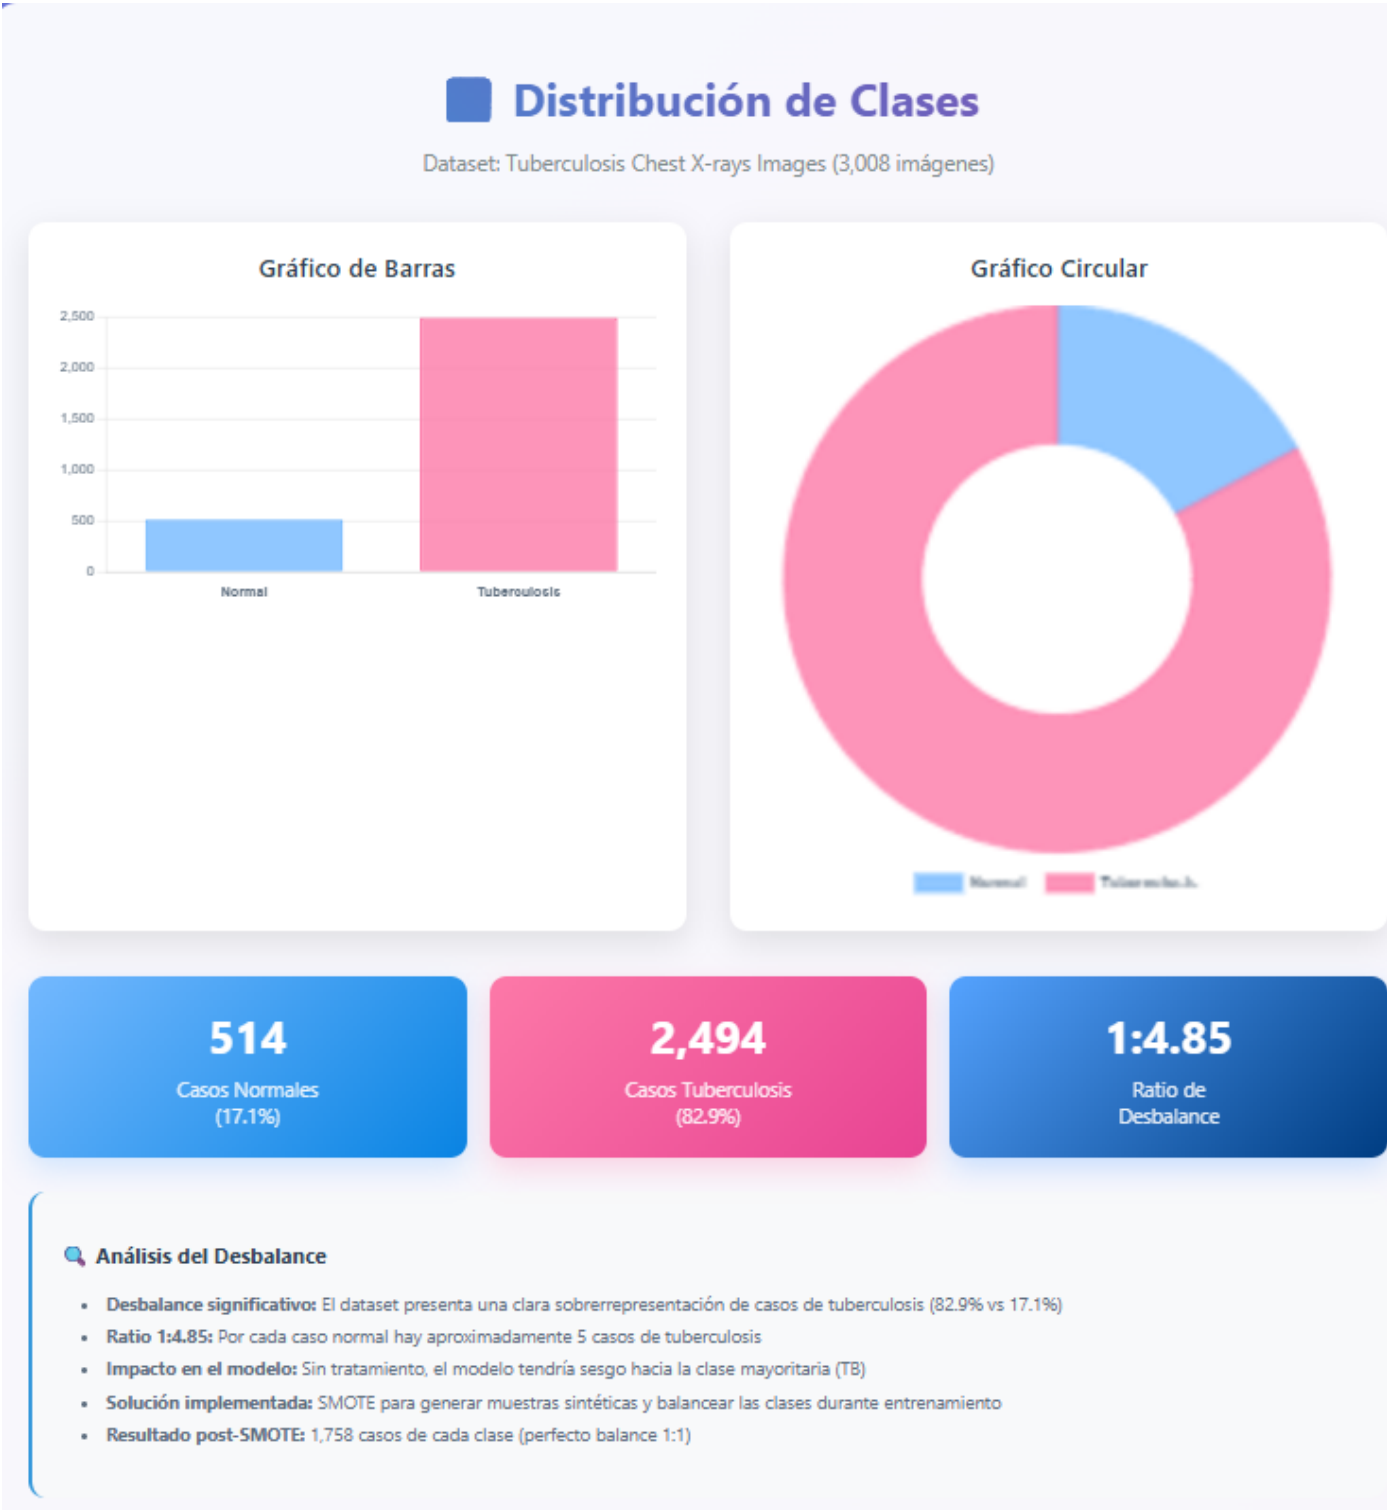 Distribución de Clases
Dataset: Tuberculosis Chest X-rays Images (3,008 imágenes)
Gráfico de Barras
2,500
2,000
1,500
1,000
500
0
Normal
Tuberculosis
Gráfico Circular
Normal
514
Casos Normales
(17.1%)
2,494
Casos Tuberculosis
(82.9%)
1:4.85
Ratio de
Desbalance
Análisis del Desbalance
• Desbalance significativo: El dataset presenta una clara sobrerrepresentación de casos de tuberculosis (82.9% vs 17.1%)
• Ratio 1:4.85: Por cada caso normal hay aproximadamente 5 casos de tuberculosis
• Impacto en el modelo: Sin tratamiento, el modelo tendría sesgo hacia la clase mayoritaria (TB)
• Solución implementada: SMOTE para generar muestras sintéticas y balancear las clases durante entrenamiento
• Resultado post-SMOTE: 1,758 casos de cada clase (perfecto balance 1:1)